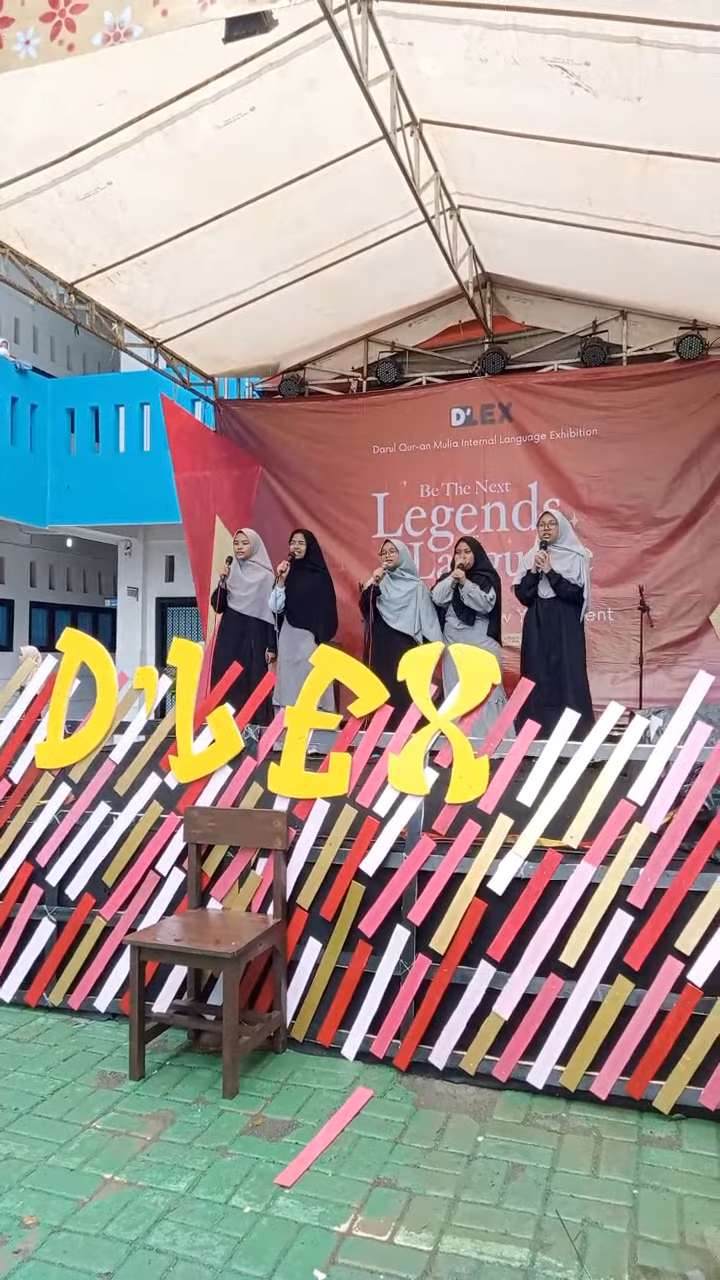 D'LEX
Darul Qur-an Mulia Internal Language Exhibition
Be The Next
Legends
D'LEX